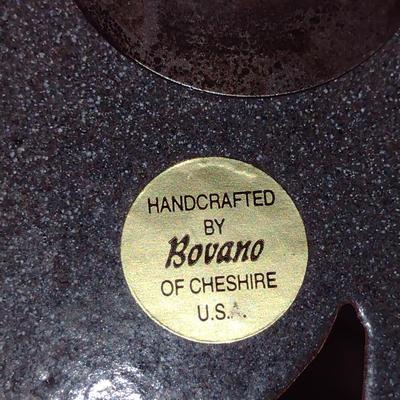 HANDCRAFTED
BY
Bovano
OF CHESHIRE
U.S.A.